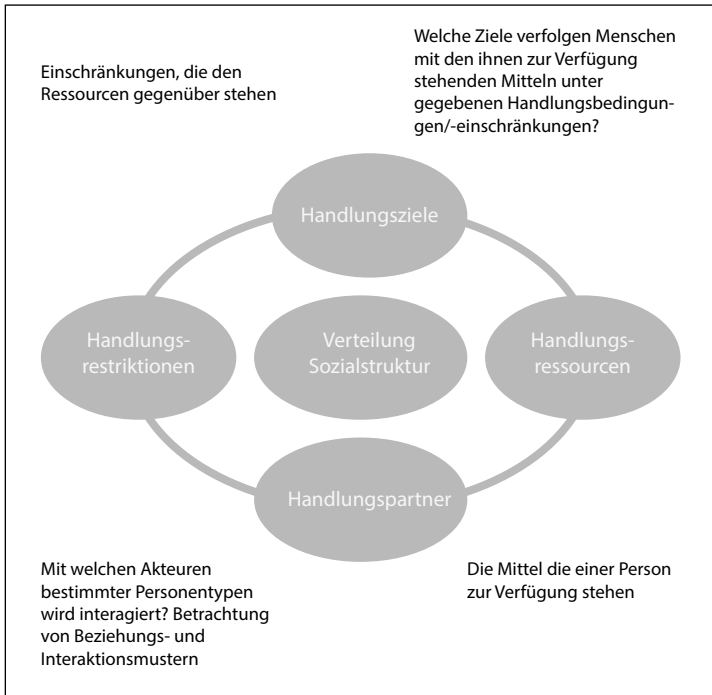 Einschränkungen, die den
Ressourcen gegenüber stehen
Welche Ziele verfolgen Menschen
mit den ihnen zur Verfügung
stehenden Mitteln unter
gegebenen Handlungsbedingun-
gen/-einschränkungen?
Handlungsziele
Handlungs-
restriktionen
Verteilung
Sozialstruktur
Handlungs-
ressourcen
Handlungspartner
Mit welchen Akteuren
bestimmter Personentypen
wird interagiert? Betrachtung
von Beziehungs- und
Interaktionsmustern
Die Mittel die einer Person
zur Verfügung stehen